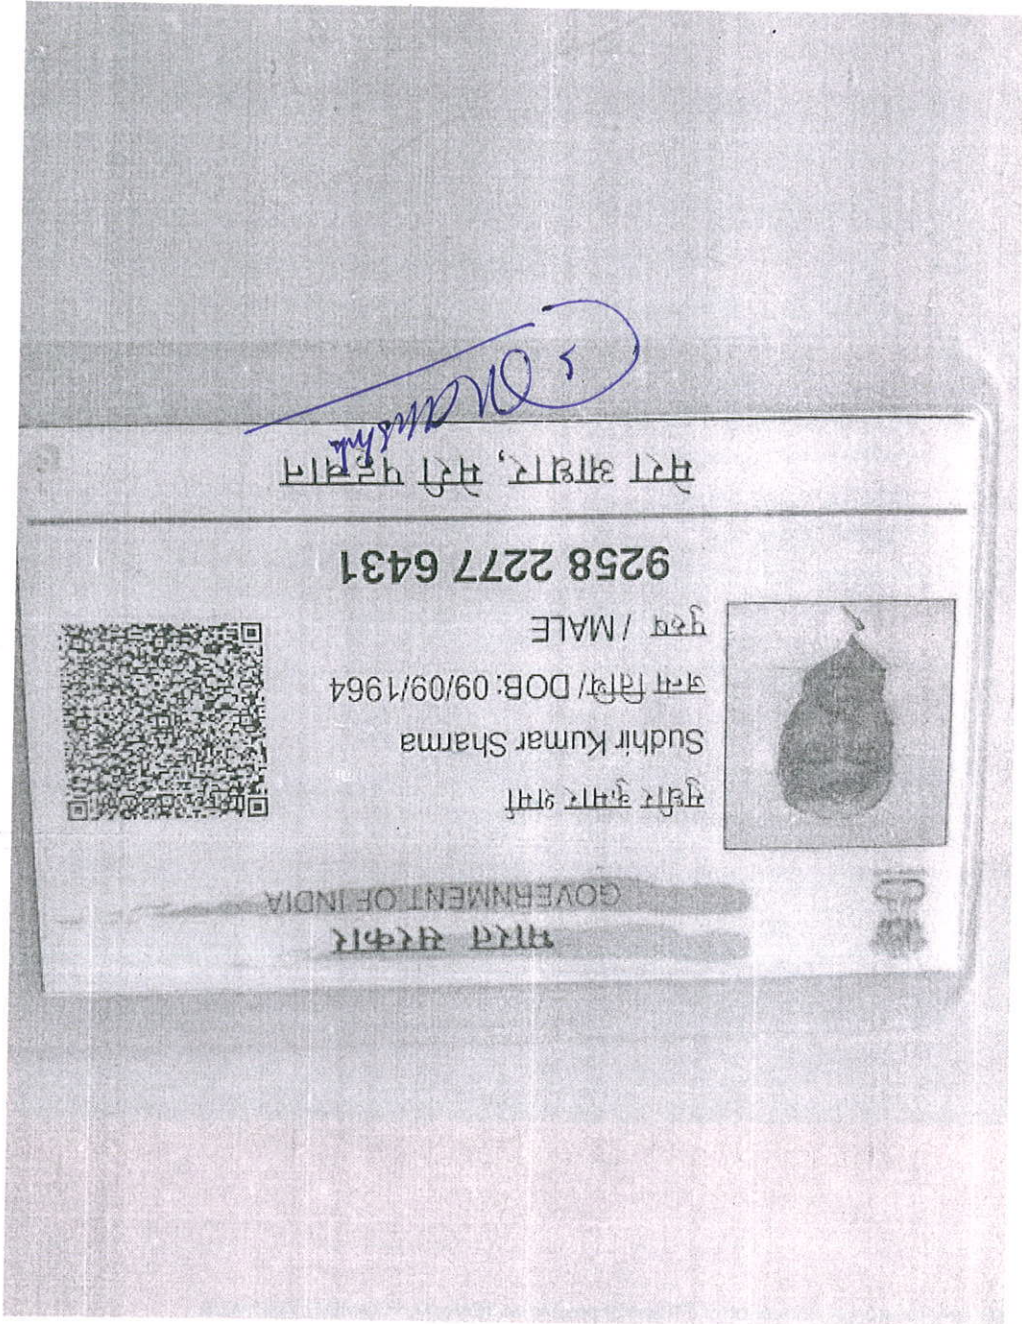 भारत सरकार
GOVERNMENT OF INDIA
सुधीर कुमार शर्मा
Sudhir Kumar Sharma
जन्म तिथि/ DOB: 09/09/1964
पुरुष / MALE
9258 2277 6431
मेरा आधार, मेरी पहचान